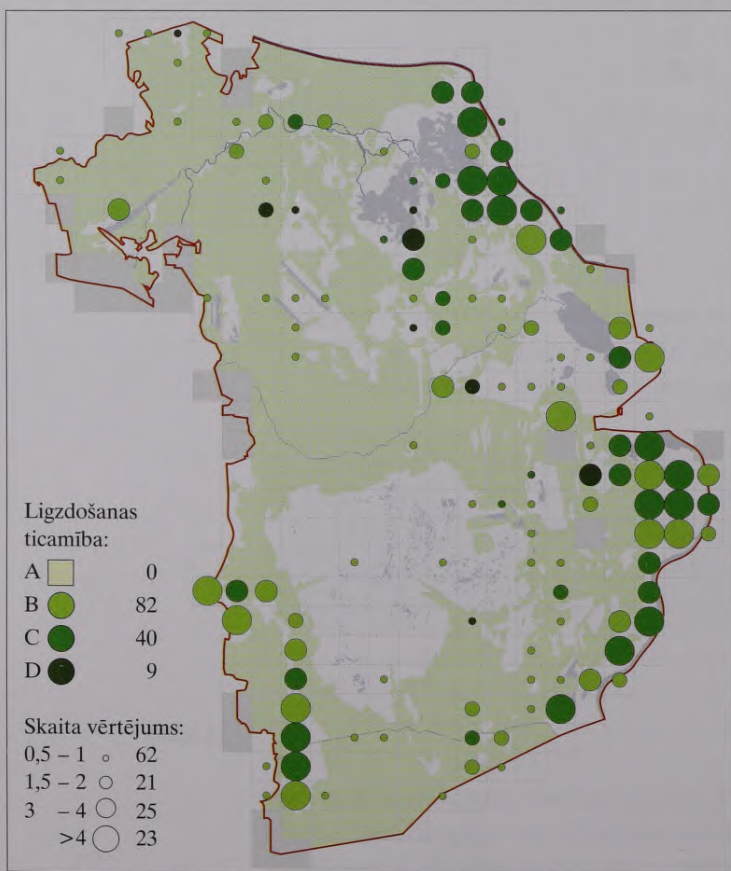 Ligzdošanas
ticamība:
A 0
B 82
C 40
D 9
Skaita vērtējums:
0,5 – 1 62
1,5 – 2 21
3 – 4 25
>4 23